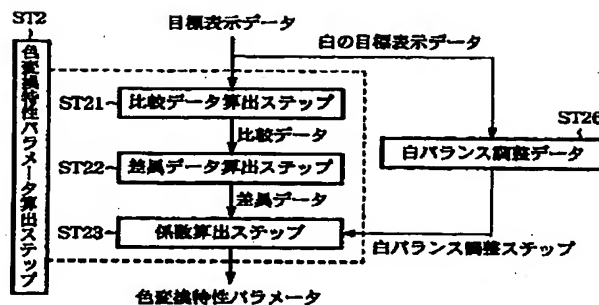 ST2
色変換特性パラメータ算出ステップ
目標表示データ
白の目標表示データ
ST21
比較データ算出ステップ
比較データ
ST26
白バランス調整データ
ST22
差異データ算出ステップ
差異データ
ST23
係数算出ステップ
白バランス調整ステップ
色変換特性パラメータ